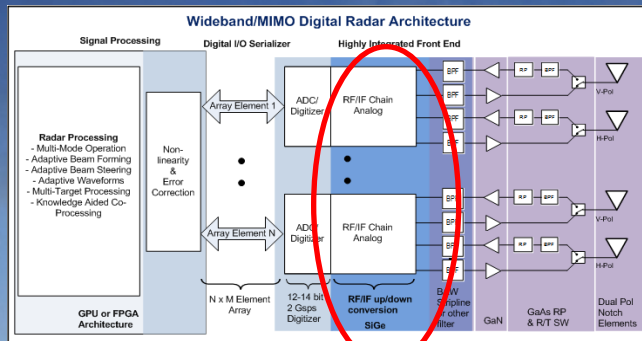 Wideband/MIMO Digital Radar Architecture
Signal Processing
Digital I/O Serializer
Highly Integrated Front End
Radar Processing
- Multi-Mode Operation
- Adaptive Beam Forming
- Adaptive Beam Steering
- Adaptive Waveforms
- Multi-Target Processing
- Knowledge Aided Co-
Processing
Non-
linearity
&
Error
Correction
Array Element 1
Array Element N
ADC/
Digitizer
RF/IF Chain
Analog
ADC/
Digitizer
RF/IF Chain
Analog
BPF
BPF
BPF
BPF
BPF
BPF
BPF
BPF
RP
BPF
RP
BPF
RP
BPF
RP
BPF
V-Pol
H-Pol
V-Pol
H-Pol
GPU or FPGA
Architecture
N x M Element
Array
12-14 bit
2 Gsps
Digitizer
RF/IF up/down
conversion
SiGe
Stripline
or other
filter
GaN
GaAs RP
& R/T SW
Dual Pol
Notch
Elements